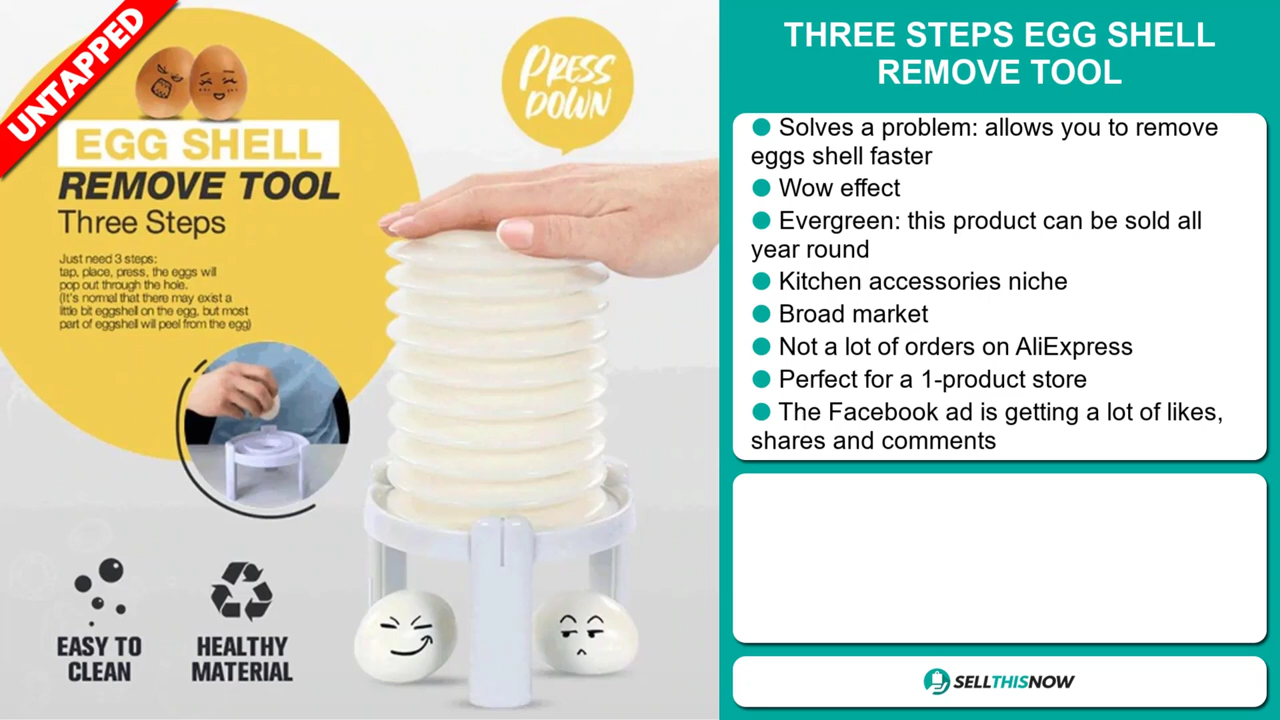 UNTAPPED
EGG SHELL
REMOVE TOOL
Three Steps
Just need 3 steps:
tap, place, press, the eggs will
pop out through the hole.
(It's normal that there may exist a
little bit eggshell on the egg, but most
part of eggshell will peel from the egg)
PRESS
DOWN
EASY TO
CLEAN
HEALTHY
MATERIAL
THREE STEPS EGG SHELL
REMOVE TOOL
● Solves a problem: allows you to remove
eggs shell faster
● Wow effect
● Evergreen: this product can be sold all
year round
● Kitchen accessories niche
● Broad market
● Not a lot of orders on AliExpress
● Perfect for a 1-product store
● The Facebook ad is getting a lot of likes,
shares and comments
SELLTHISNOW